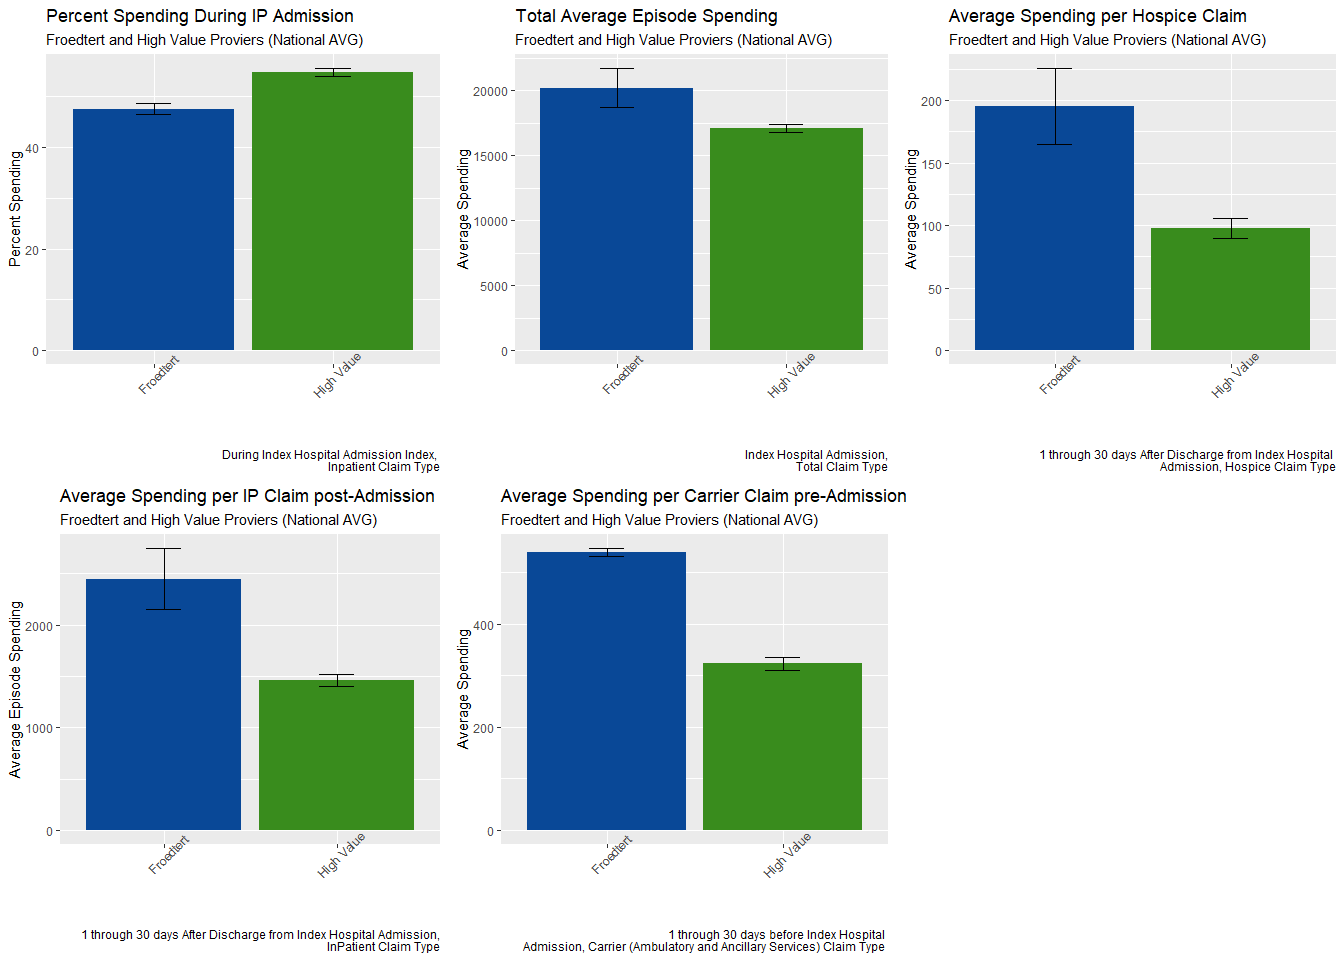 Percent Spending During IP Admission
Froedtert and High Value Proviers (National AVG)
Percent Spending
40
20
0
Froedtert
High Value
During Index Hospital Admission Index,
Inpatient Claim Type
Total Average Episode Spending
Froedtert and High Value Proviers (National AVG)
Average Spending
20000
15000
10000
5000
0
Froedtert
High Value
Index Hospital Admission,
Total Claim Type
Average Spending per Hospice Claim
Froedtert and High Value Proviers (National AVG)
Average Spending
200
150
100
50
0
Froedtert
High Value
1 through 30 days After Discharge from Index Hospital
Admission, Hospice Claim Type
Average Spending per IP Claim post-Admission
Froedtert and High Value Proviers (National AVG)
Average Episode Spending
2000
1000
0
Froedtert
High Value
1 through 30 days After Discharge from Index Hospital Admission,
InPatient Claim Type
Average Spending per Carrier Claim pre-Admission
Froedtert and High Value Proviers (National AVG)
Average Spending
400
200
0
Froedtert
High Value
1 through 30 days before Index Hospital
Admission, Carrier (Ambulatory and Ancillary Services) Claim Type